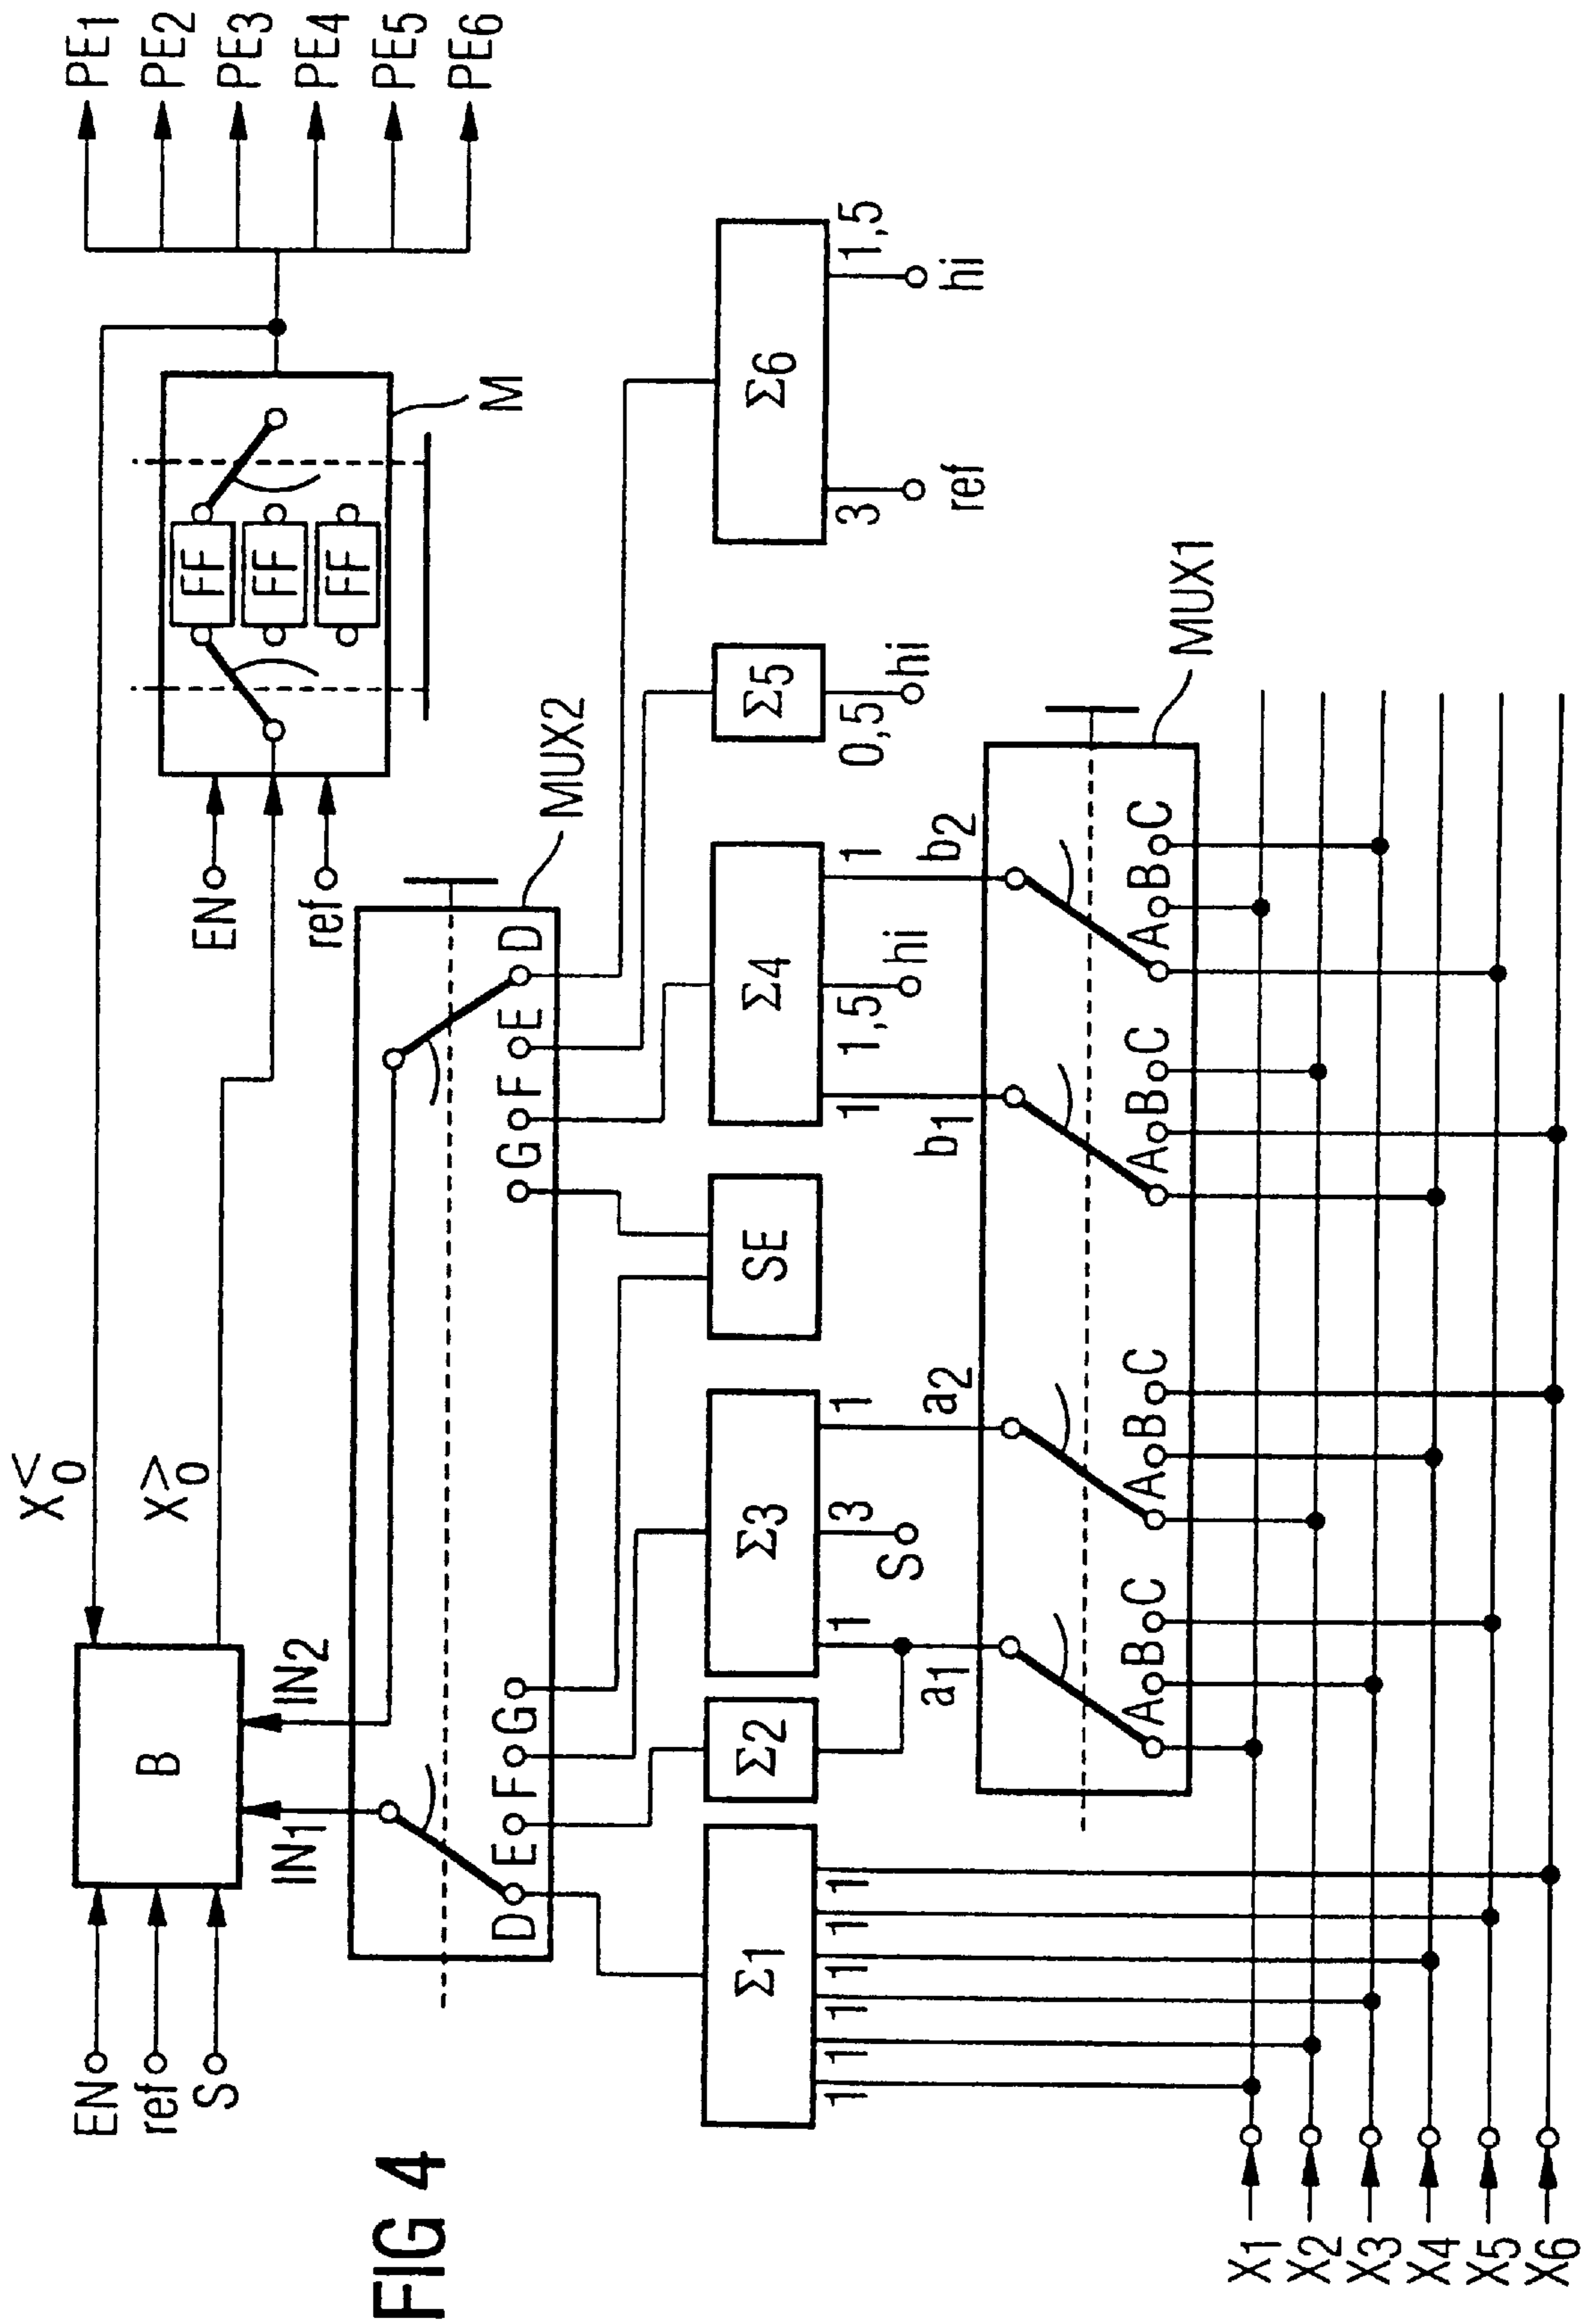 FIG 4
EN
ref
S
B
X₀<
X₀>
IN₁
IN₂
EN
ref
FF
FF
FF
M
PE₁
PE₂
PE₃
PE₄
PE₅
PE₆
MUX2
D E F G
G F E D
Σ1
Σ2
Σ3
SE
Σ4
Σ5
Σ6
1 1 1 1 1 1
1 3 1
S
1 1,5 1
hi
0,5
hi
3
ref
1,5
hi
a₁
a₂
b₁
b₂
MUX1
A B C
A B C
A B C
A B C
X₁
X₂
X₃
X₄
X₅
X₆